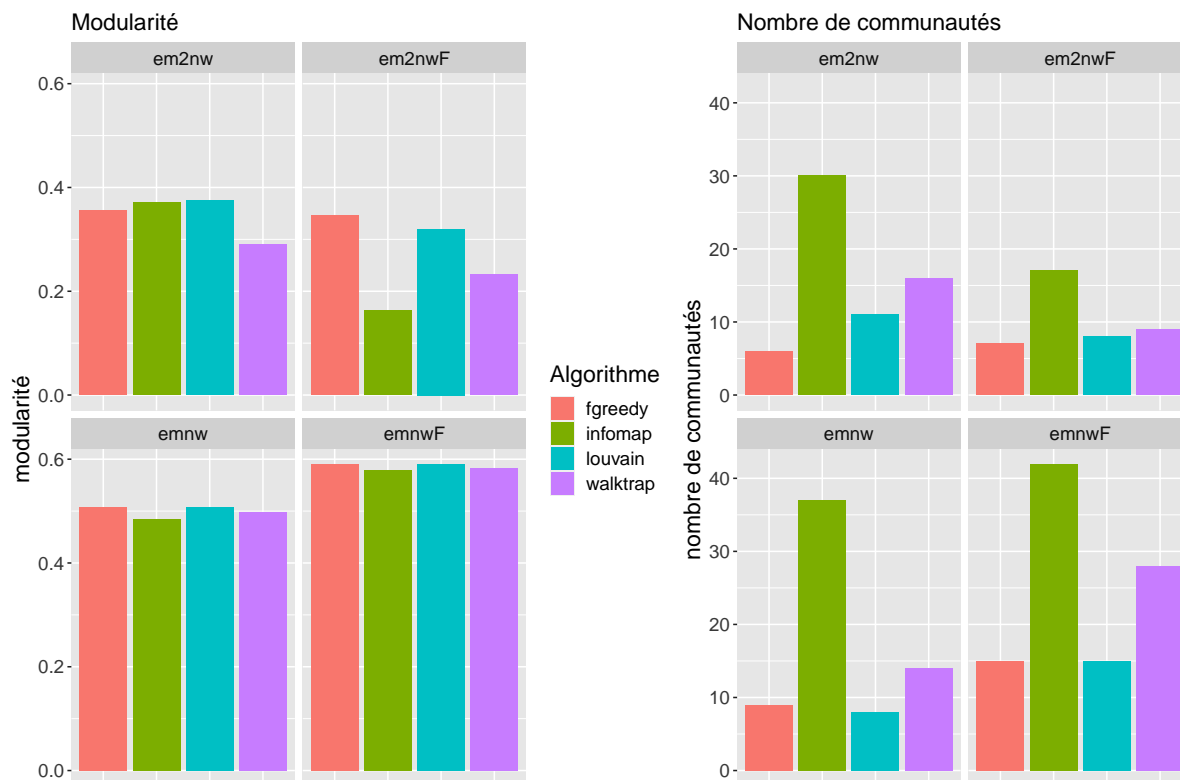 Modularité
em2nw
em2nwF
0.6
0.4
0.2
0.0
emnw
emnwF
0.6
0.4
0.2
0.0
modularité
Algorithme
fgreedy
infomap
louvain
walktrap
Nombre de communautés
em2nw
em2nwF
40
30
20
10
0
emnw
emnwF
40
30
20
10
0
nombre de communautés